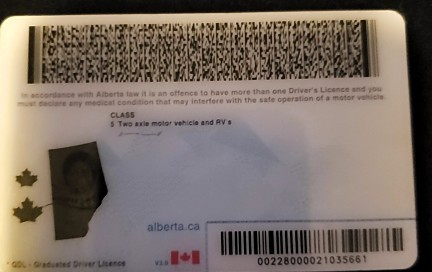 In accordance with Alberta law it is an offence to have more than one Driver's Licence and you
must declare any medical condition that may interfere with the safe operation of a motor vehicle.
CLASS
5 Two axle motor vehicle and RV's
alberta.ca
* GDL - Graduated Driver Licence
00228000021035661